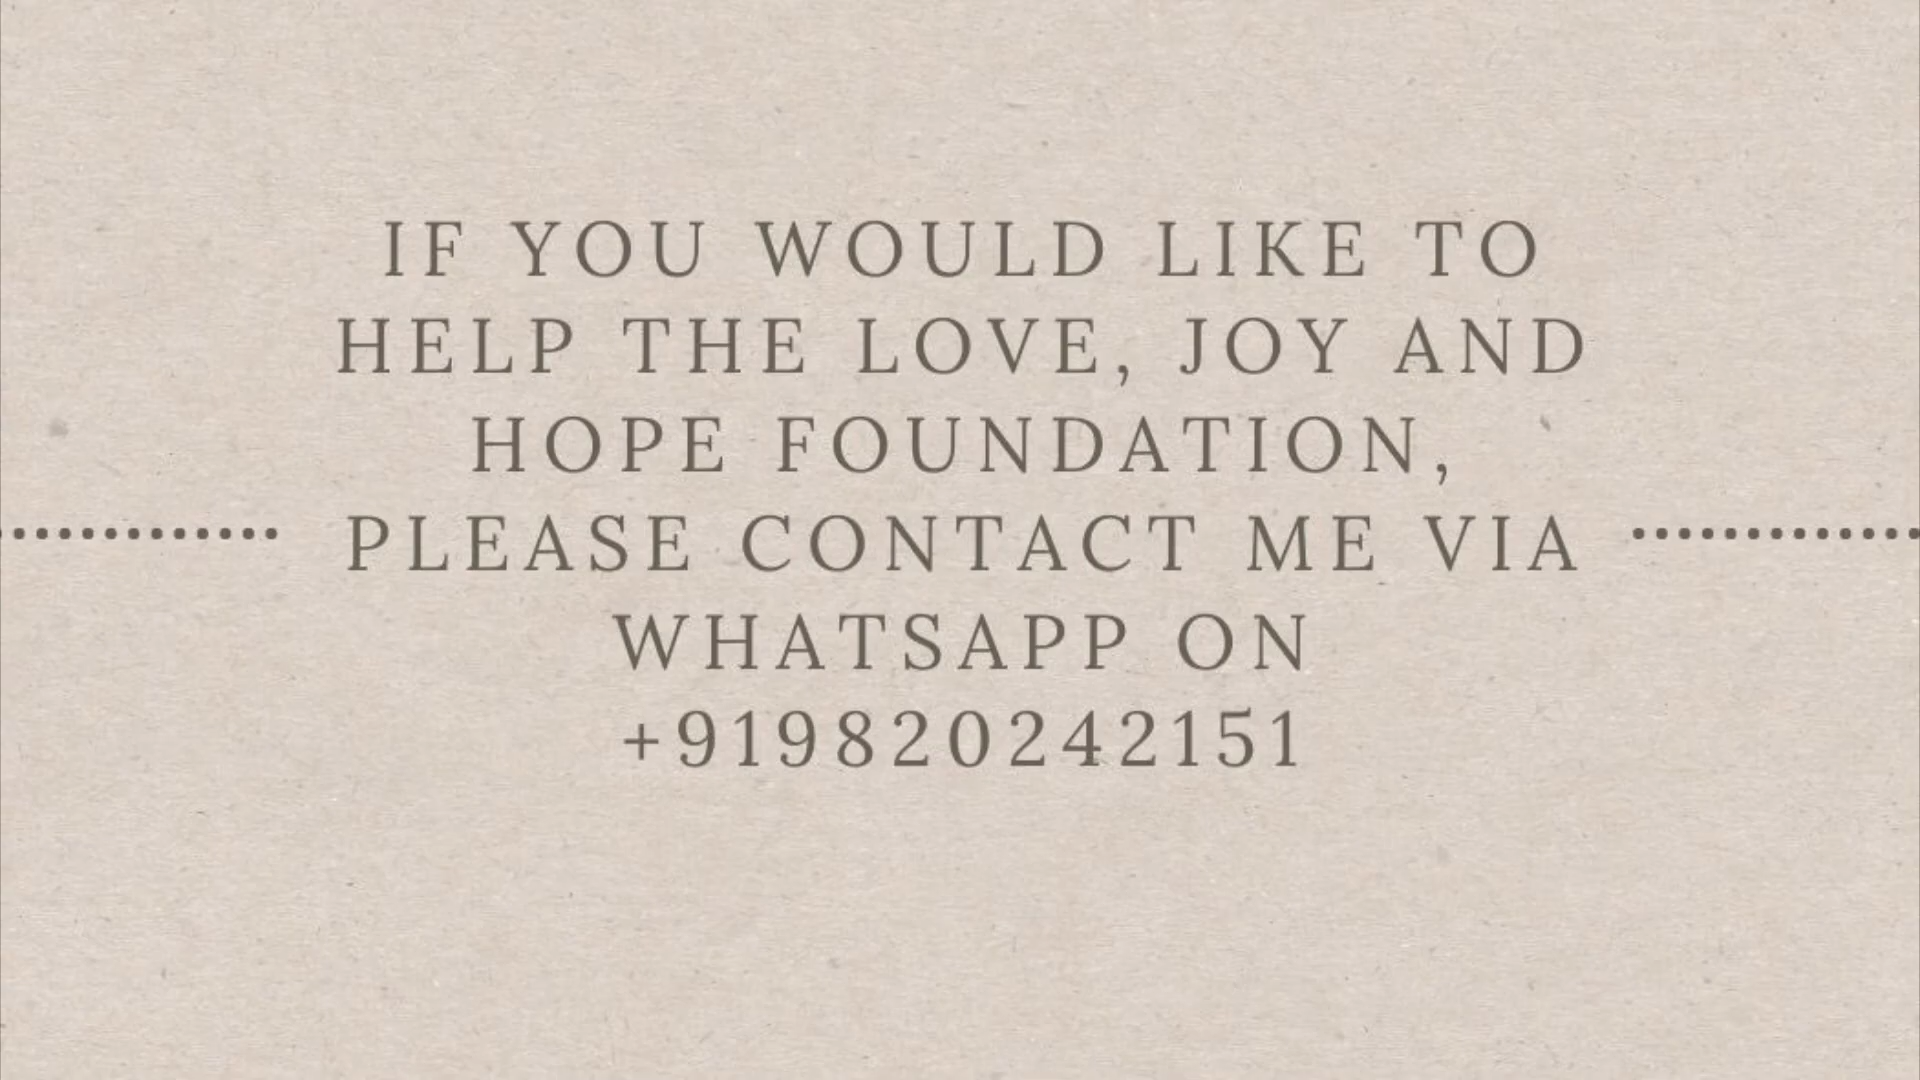 IF YOU WOULD LIKE TO
HELP THE LOVE, JOY AND
HOPE FOUNDATION,
PLEASE CONTACT ME VIA
WHATSAPP ON
+919820242151